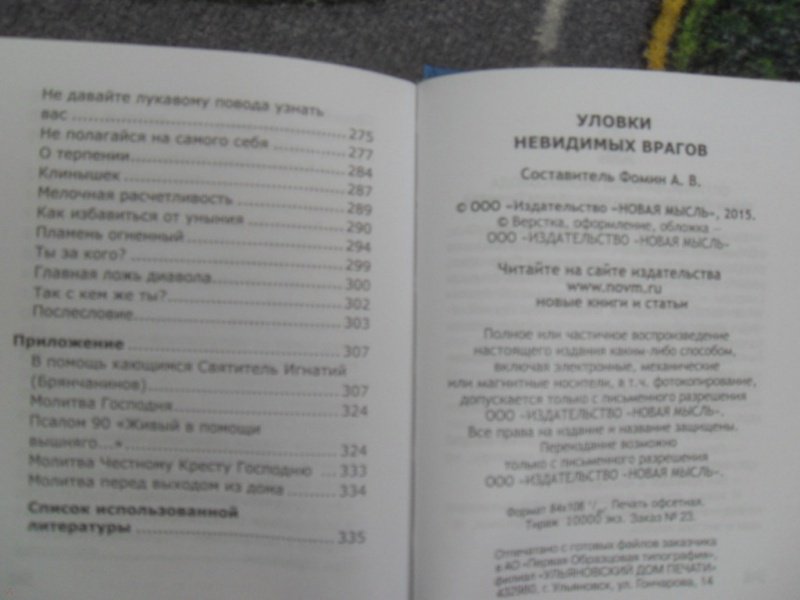 Не давайте лукавому повода узнать
вас ........ 275
Не полагайся на самого себя ........ 277
О терпении ........ 284
Клинышек ........ 287
Мелочная расчетливость ........ 289
Как избавиться от уныния ........ 290
Пламень огненный ........ 294
Ты за кого? ........ 299
Главная ложь диавола ........ 300
Так с кем же ты? ........ 302
Послесловие ........ 303
Приложение ........ 307
В помощь кающимся Святитель Игнатий
(Брянчанинов) ........ 307
Молитва Господня ........ 324
Псалом 90 «Живый в помощи
вышняго...» ........ 324
Молитва Честному Кресту Господню ... 333
Молитва перед выходом из дома ........ 334
Список использованной
литературы ........ 335
УЛОВКИ
НЕВИДИМЫХ ВРАГОВ
Составитель Фомин А. В.
© ООО «Издательство «НОВАЯ МЫСЛЬ», 2015.
© Верстка, оформление, обложка –
ООО «ИЗДАТЕЛЬСТВО «НОВАЯ МЫСЛЬ»
Читайте на сайте издательства
www.novm.ru
новые книги и статьи
Полное или частичное воспроизведение
настоящего издания каким-либо способом,
включая электронные, механические
или магнитные носители, в т.ч. фотокопирование,
допускается только с письменного разрешения
ООО «ИЗДАТЕЛЬСТВО «НОВАЯ МЫСЛЬ».
Все права на издание и название защищены.
Переиздание возможно
только с письменного разрешения
ООО «ИЗДАТЕЛЬСТВО «НОВАЯ МЫСЛЬ».
Формат 84х108 Печать офсетная.
Тираж 10000 экз. Заказ № 23.
Отпечатано с готовых файлов заказчика
в АО «Первая Образцовая типография»,
филиал «УЛЬЯНОВСКИЙ ДОМ ПЕЧАТИ»
432980, г. Ульяновск, ул. Гончарова, 14